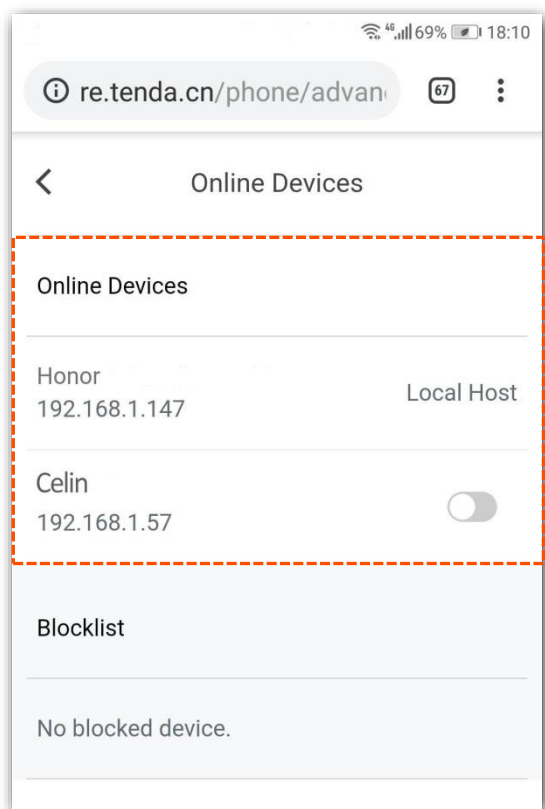 46 69% 18:10
re.tenda.cn/phone/advan
67
Online Devices
Online Devices
Honor
192.168.1.147
Local Host
Celin
192.168.1.57
Blocklist
No blocked device.